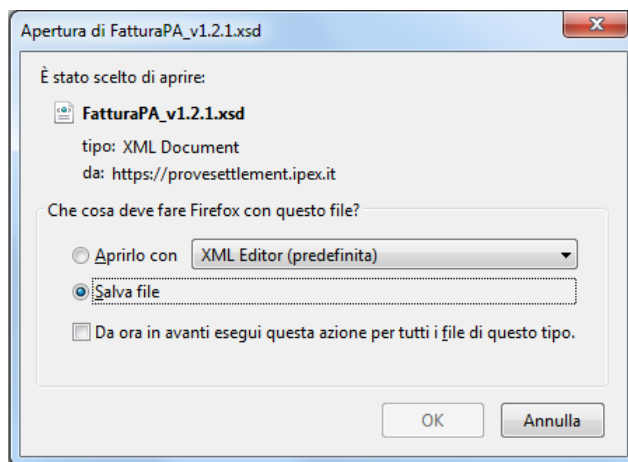 Apertura di FatturaPA_v1.2.1.xsd
È stato scelto di aprire:
FatturaPA_v1.2.1.xsd
tipo: XML Document
da: https://provesettlement.ipex.it
Che cosa deve fare Firefox con questo file?
Aprirlo con XML Editor (predefinita)
Salva file
Da ora in avanti esegui questa azione per tutti i file di questo tipo.
OK Annulla